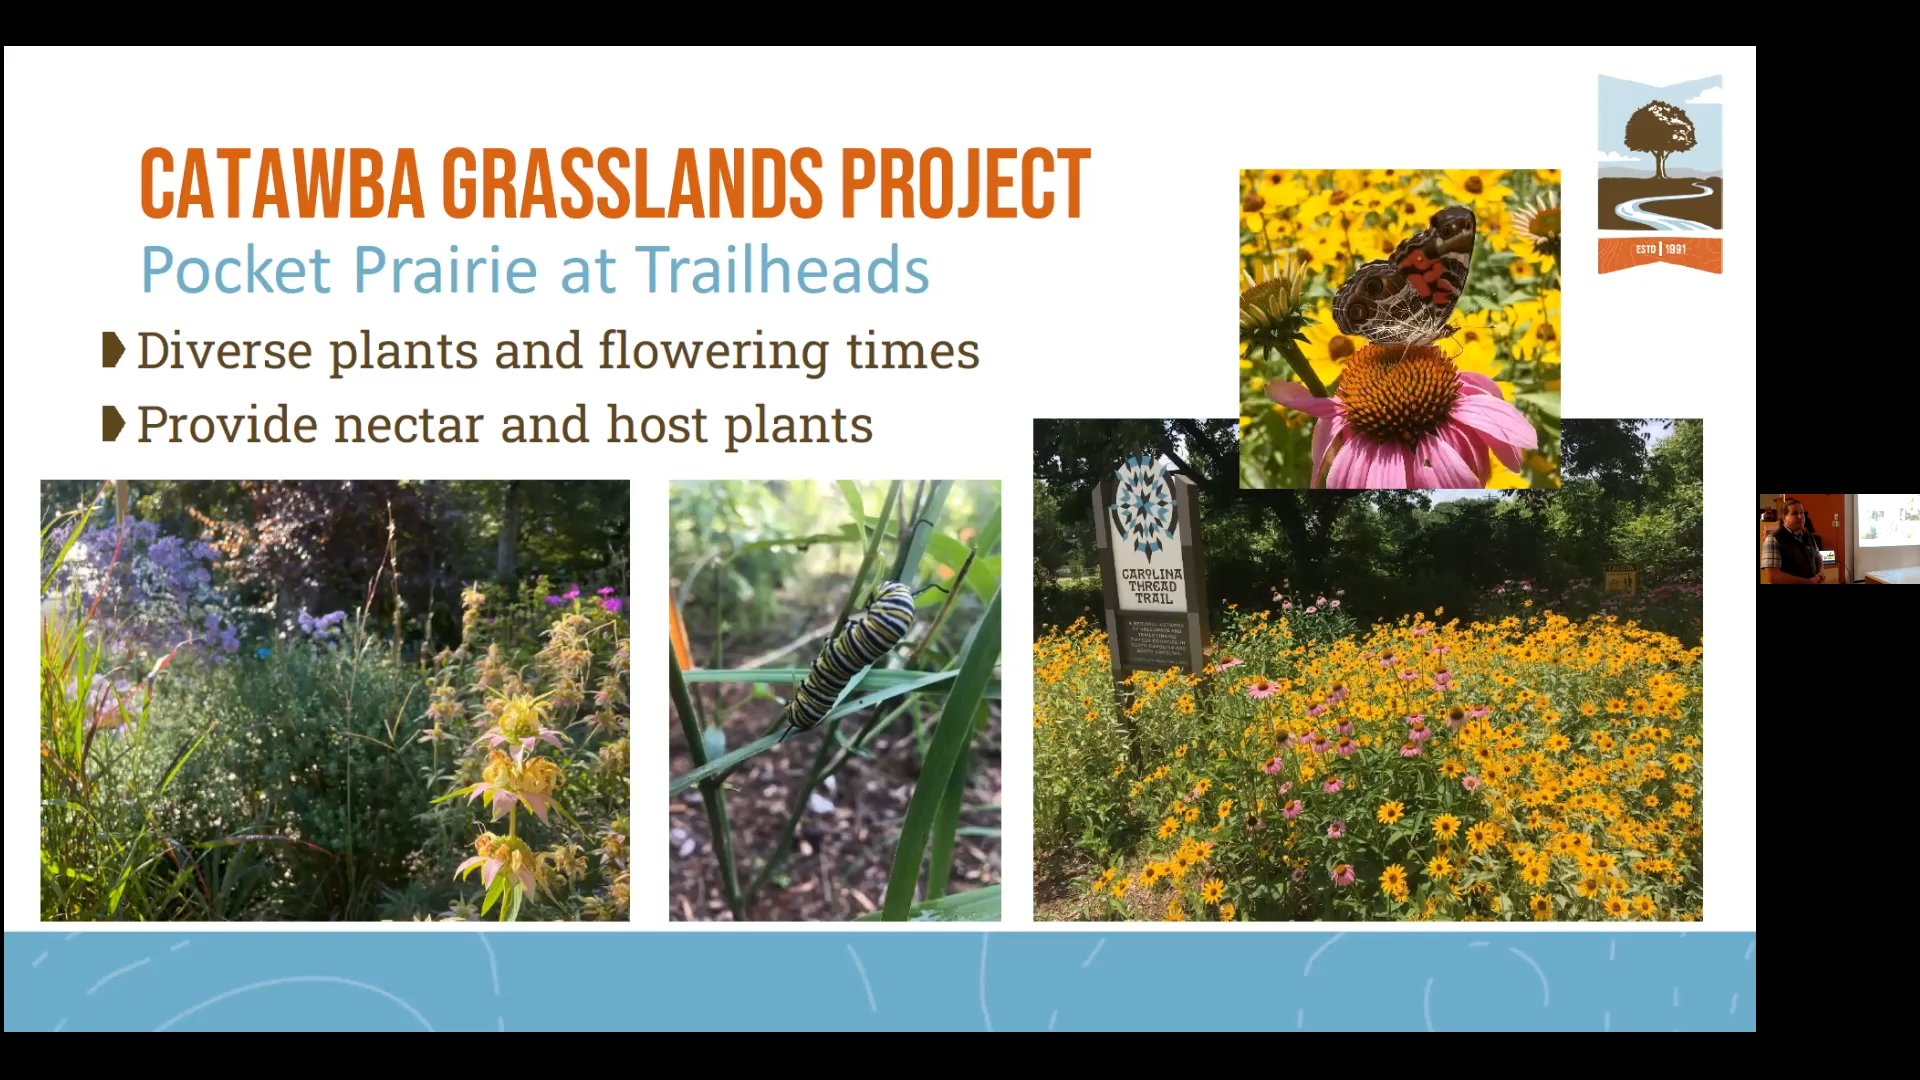 CATAWBA GRASSLANDS PROJECT
Pocket Prairie at Trailheads
Diverse plants and flowering times
Provide nectar and host plants
ESTD | 1991
CAROLINA
THREAD
TRAIL